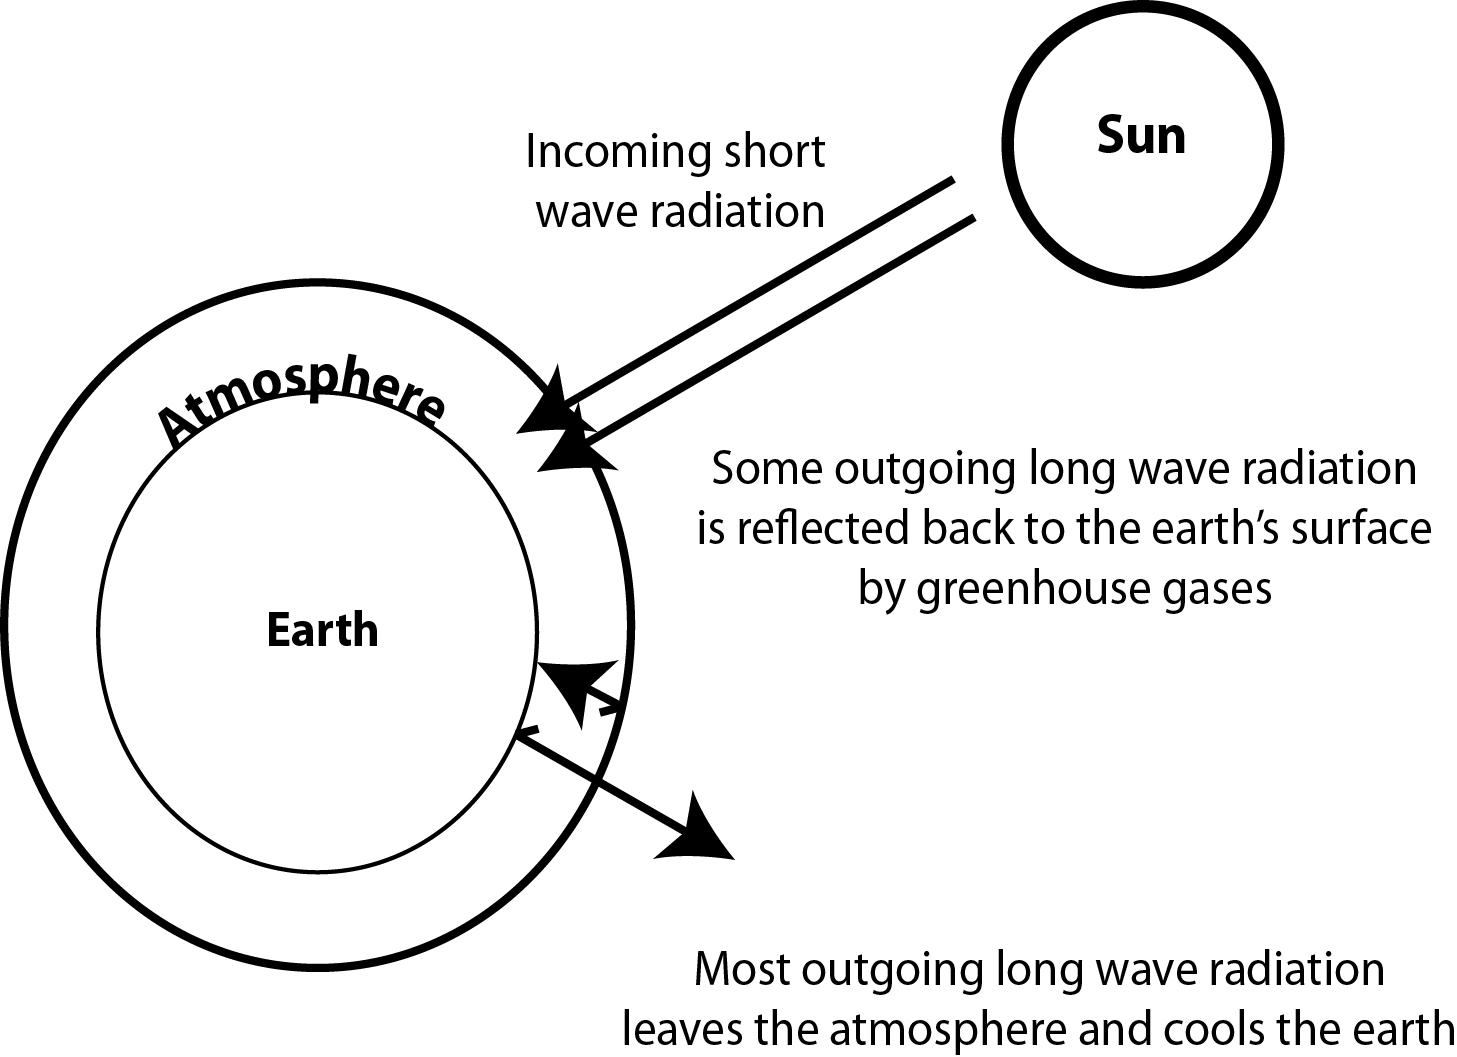 Sun
Incoming short
wave radiation
Atmosphere
Some outgoing long wave radiation
is reflected back to the earth’s surface
by greenhouse gases
Earth
Most outgoing long wave radiation
leaves the atmosphere and cools the earth